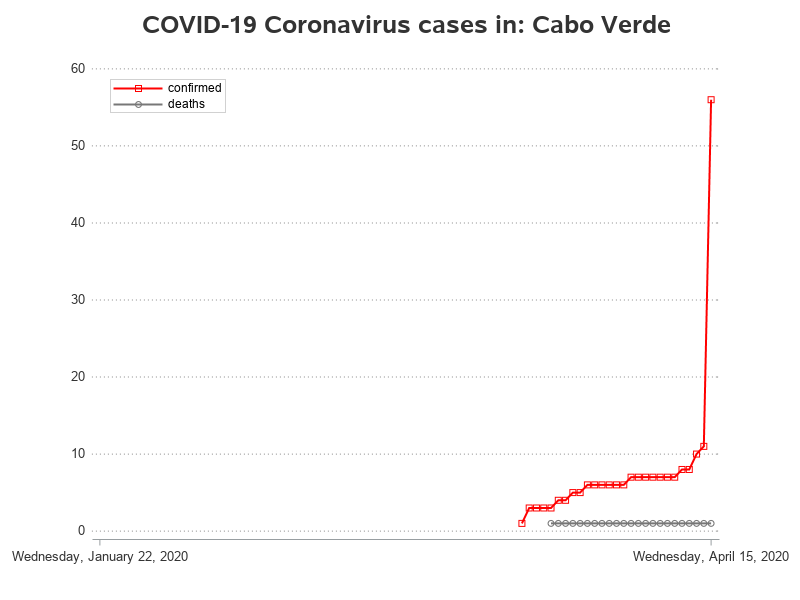 COVID-19 Coronavirus cases in: Cabo Verde
60
confirmed
deaths
50
40
30
20
10
0
Wednesday, January 22, 2020
Wednesday, April 15, 2020